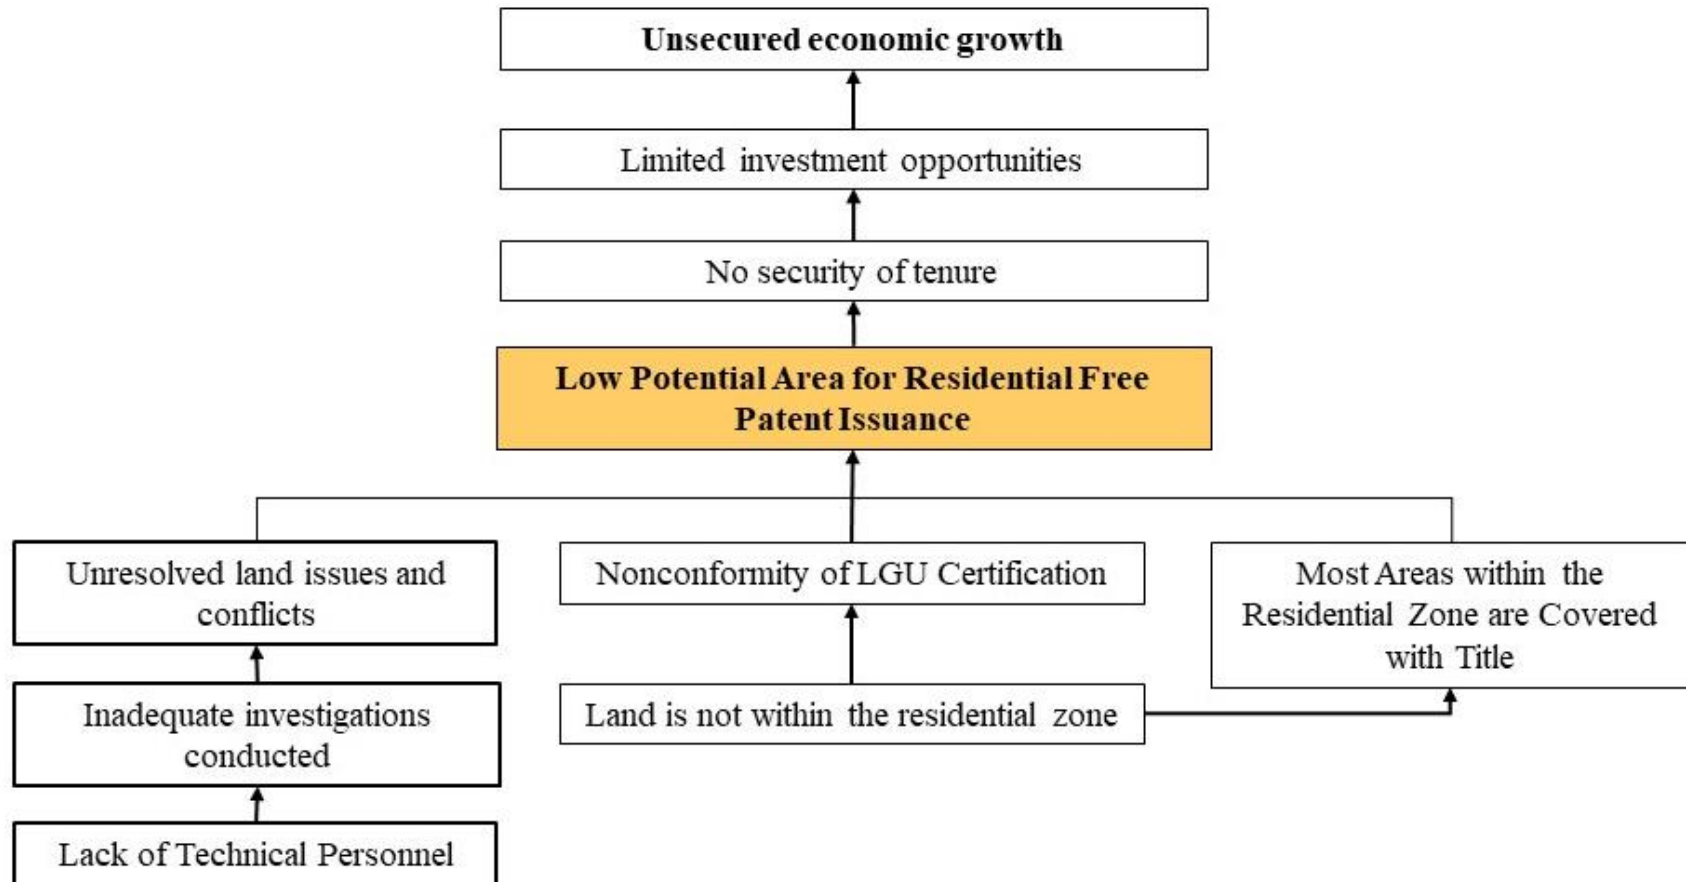 Unsecured economic growth
Limited investment opportunities
No security of tenure
Low Potential Area for Residential Free
Patent Issuance
Unresolved land issues and
conflicts
Nonconformity of LGU Certification
Most Areas within the
Residential Zone are Covered
with Title
Inadequate investigations
conducted
Land is not within the residential zone
Lack of Technical Personnel